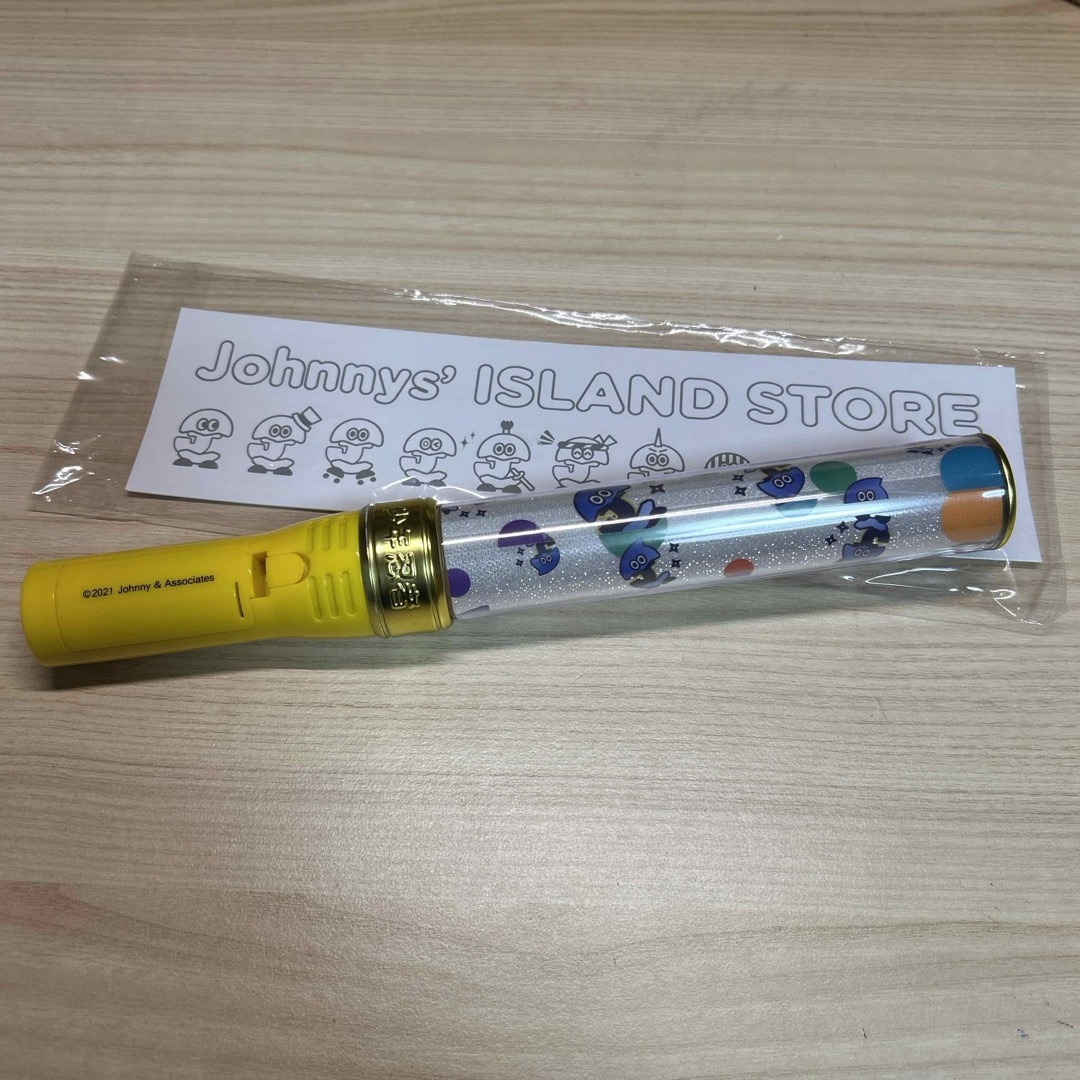 Johnnys' ISLAND STORE
©2021 Johnny & Associates